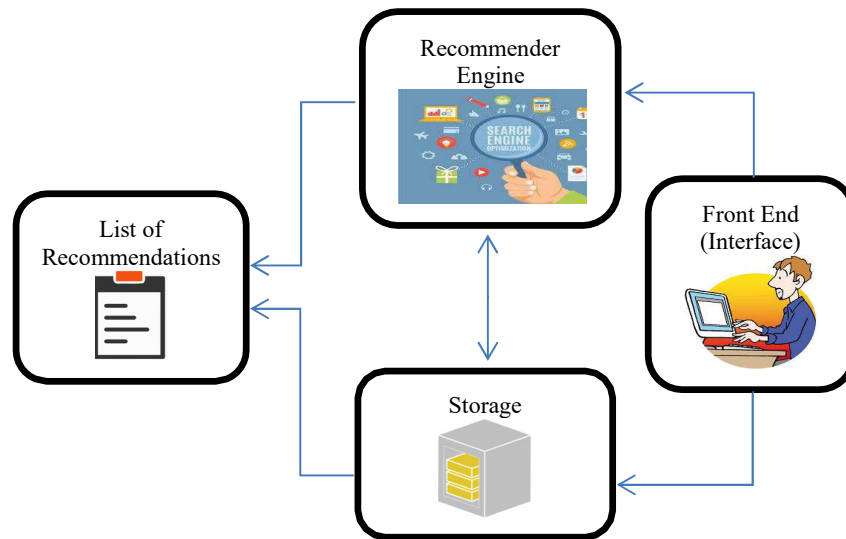 Recommender
Engine
SEARCH
ENGINE
OPTIMIZATION
List of
Recommendations
Front End
(Interface)
Storage